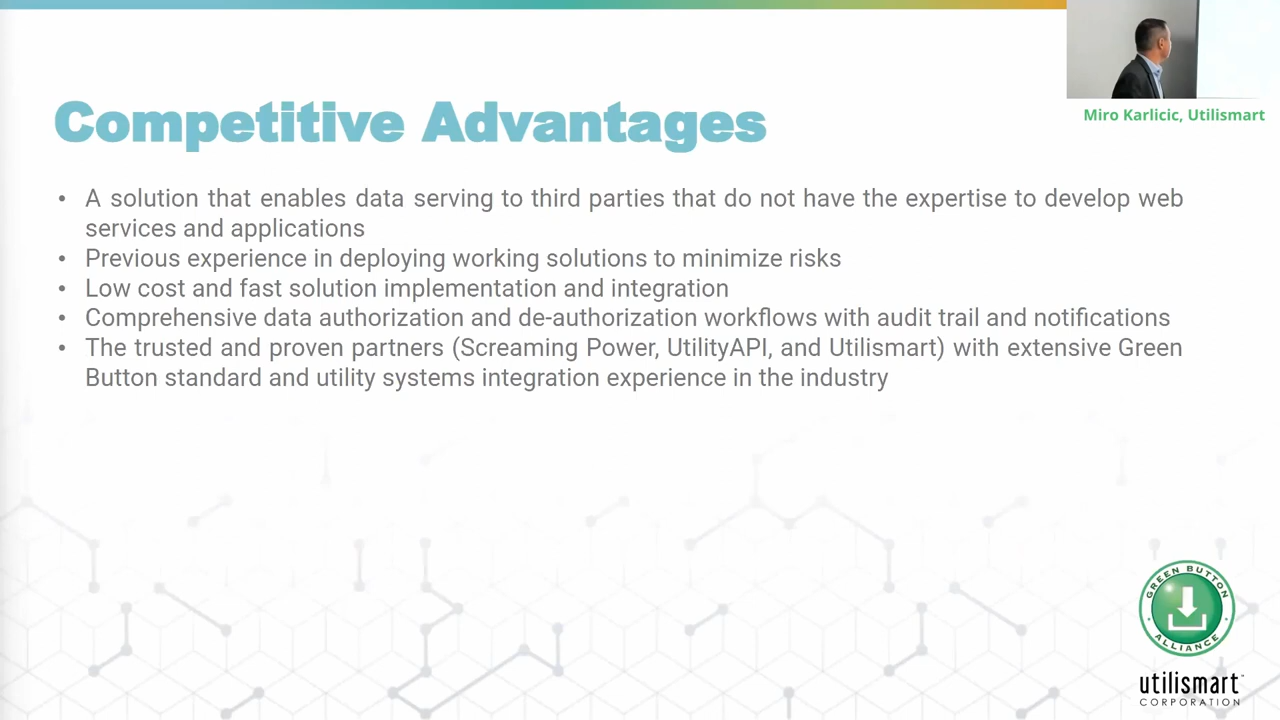 Miro Karlicic, Utilismart
Competitive Advantages
• A solution that enables data serving to third parties that do not have the expertise to develop web
services and applications
• Previous experience in deploying working solutions to minimize risks
• Low cost and fast solution implementation and integration
• Comprehensive data authorization and de-authorization workflows with audit trail and notifications
• The trusted and proven partners (Screaming Power, UtilityAPI, and Utilismart) with extensive Green
Button standard and utility systems integration experience in the industry
GREEN BUTTON
ALLIANCE
utilismart
CORPORATION